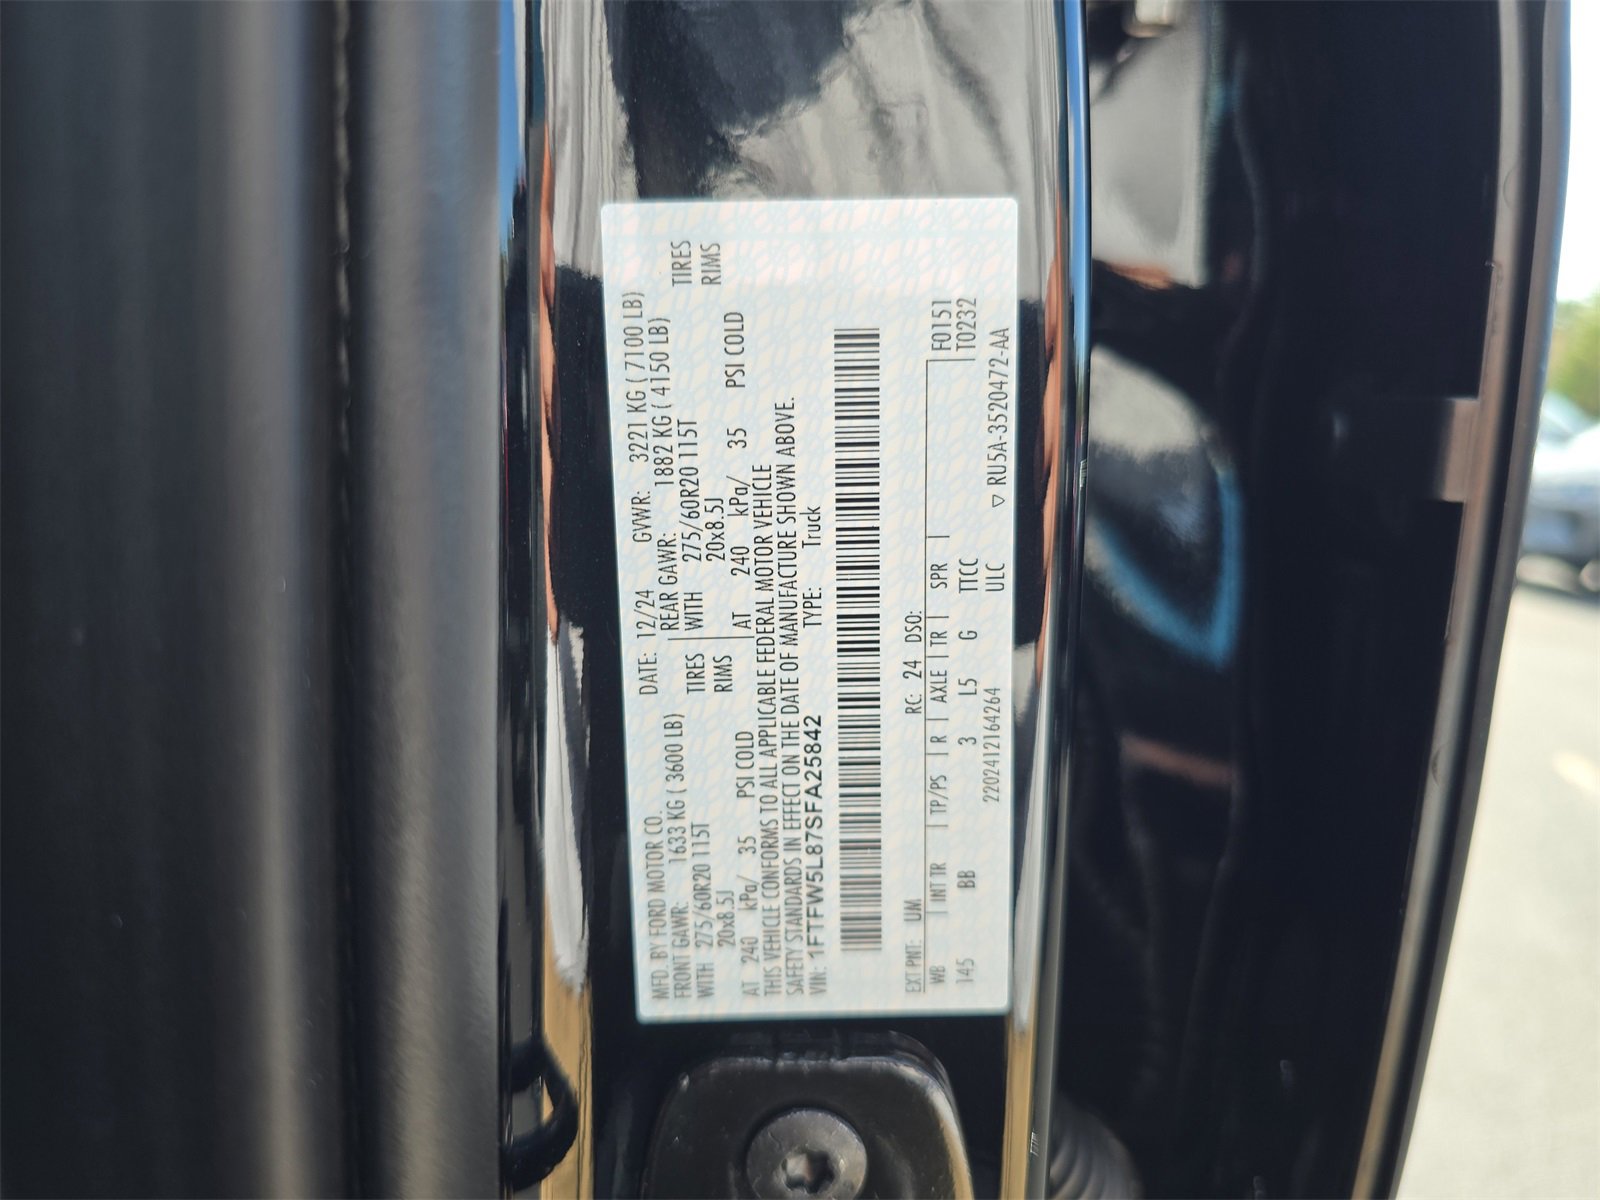 MFD. BY FORD MOTOR CO. DATE: 12/24 GVWR: 3221 KG ( 7100 LB)
FRONT GAWR: 1633 KG ( 3600 LB) REAR GAWR: 1882 KG ( 4150 LB)
WITH 275/60R20 115T TIRES WITH 275/60R20 115T TIRES
20x8.5J RIMS 20x8.5J RIMS
AT 240 kPa/ 35 PSI COLD AT 240 kPa/ 35 PSI COLD
THIS VEHICLE CONFORMS TO ALL APPLICABLE FEDERAL MOTOR VEHICLE
SAFETY STANDARDS IN EFFECT ON THE DATE OF MANUFACTURE SHOWN ABOVE.
VIN: 1FTFW5L87SFA25842 TYPE: Truck
EXT PNT: UM RC: 24 DSO: F0151
WB | INT TR | TP/PS | R | AXLE | TR | SPR | T0232
145 BB 3 L5 G TTCC
2202412164264 ULC ▽ RU5A-3520472-AA